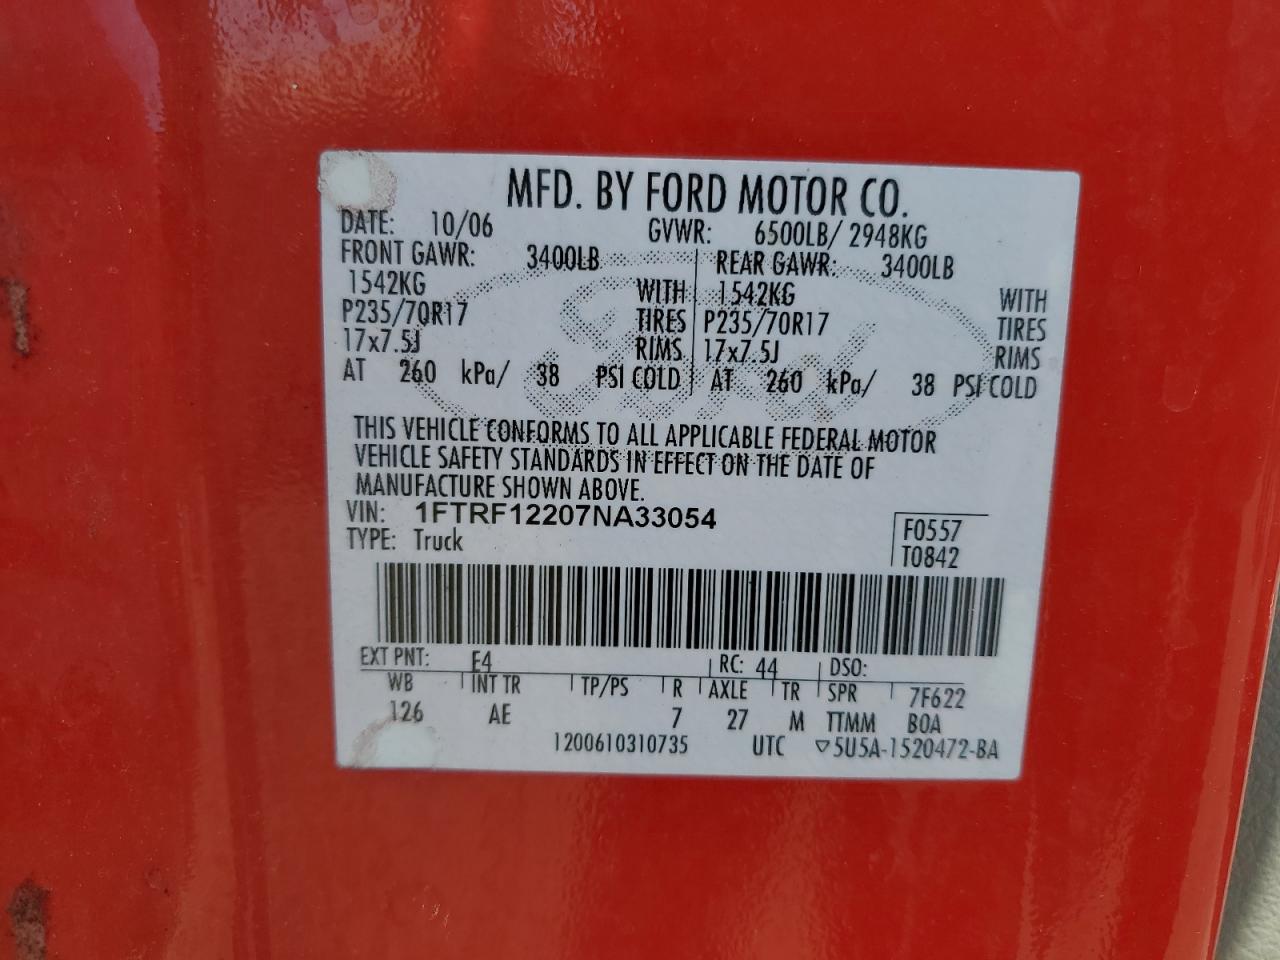 MFD. BY FORD MOTOR CO.
DATE: 10/06 GVWR: 6500LB/ 2948KG
FRONT GAWR: 3400LB REAR GAWR: 3400LB
1542KG WITH 1542KG WITH
P235/70R17 TIRES P235/70R17 TIRES
17x7.5J RIMS 17x7.5J RIMS
AT 260 kPa/ 38 PSI COLD AT 260 kPa/ 38 PSI COLD
Ford
THIS VEHICLE CONFORMS TO ALL APPLICABLE FEDERAL MOTOR
VEHICLE SAFETY STANDARDS IN EFFECT ON THE DATE OF
MANUFACTURE SHOWN ABOVE.
VIN: 1FTRF12207NA33054
F0557
TYPE: Truck
T0842
EXT PNT: E4 RC: 44 DSO:
WB INT TR TP/PS R AXLE TR SPR 7F622
126 AE 7 27 M TTMM BOA
1200610310735 UTC ▽5U5A-1520472-BA